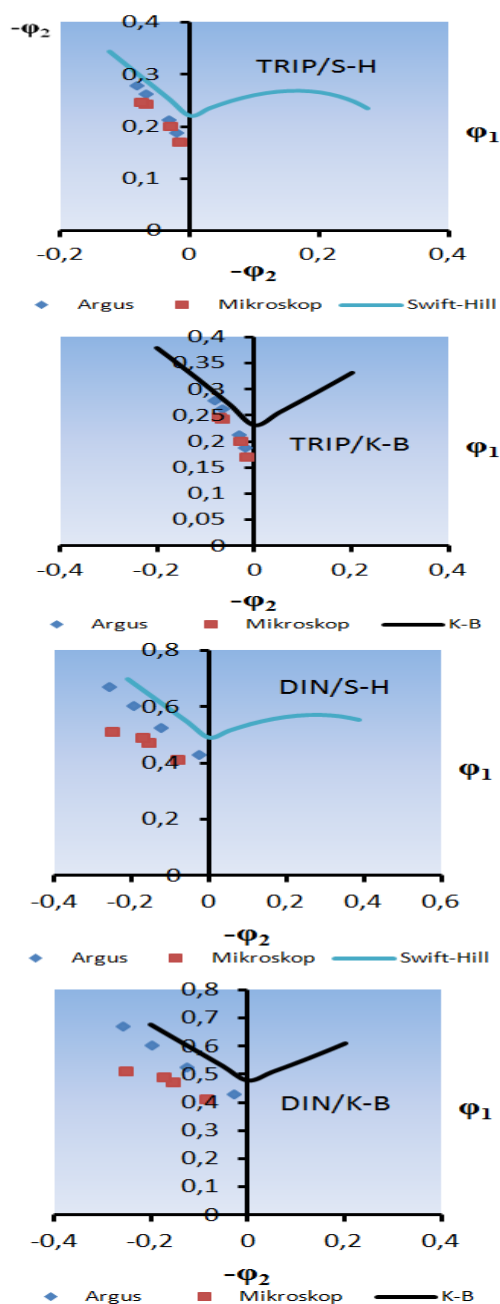 -φ₂
0,4
TRIP/S-H
0,3
0,2
φ₁
0,1
0
-0,2 0 0,2 0,4
-φ₂
Argus Mikroskop Swift-Hill
0,4
0,35
0,3
0,25
0,2 TRIP/K-B
φ₁
0,15
0,1
0,05
0
-0,4 -0,2 0 0,2 0,4
-φ₂
Argus Mikroskop K-B
0,8
DIN/S-H
0,6
0,4
φ₁
0,2
0
-0,4 -0,2 0 0,2 0,4 0,6
-φ₂
Argus Mikroskop Swift-Hill
0,8
0,7
0,6
0,5
0,4 DIN/K-B
φ₁
0,3
0,2
0,1
0
-0,4 -0,2 0 0,2 0,4
-φ₂
Argus Mikroskop K-B